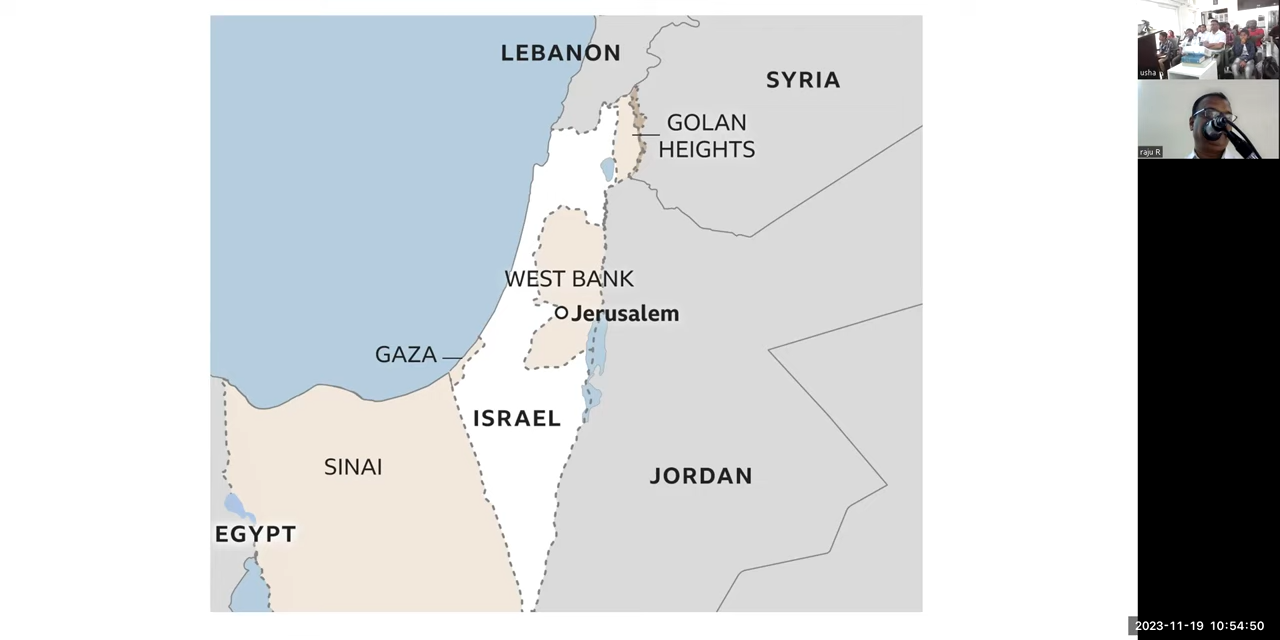 LEBANON
SYRIA
GOLAN
HEIGHTS
WEST BANK
Jerusalem
GAZA
ISRAEL
SINAI
JORDAN
EGYPT
usha n
raju R
2023-11-19 10:54:50